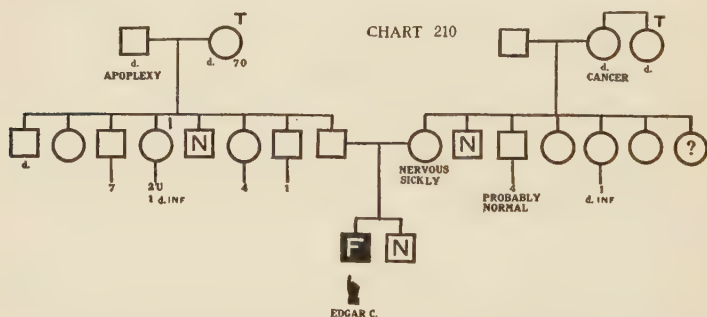 CHART 210
T
T
d.
APOPLEXY
d. 70
d.
CANCER
d.
d.
N
N
?
7
2U
1 d. INF
4
1
NERVOUS
SICKLY
4
PROBABLY
NORMAL
1
d. INF
F
N
EDGAR C.